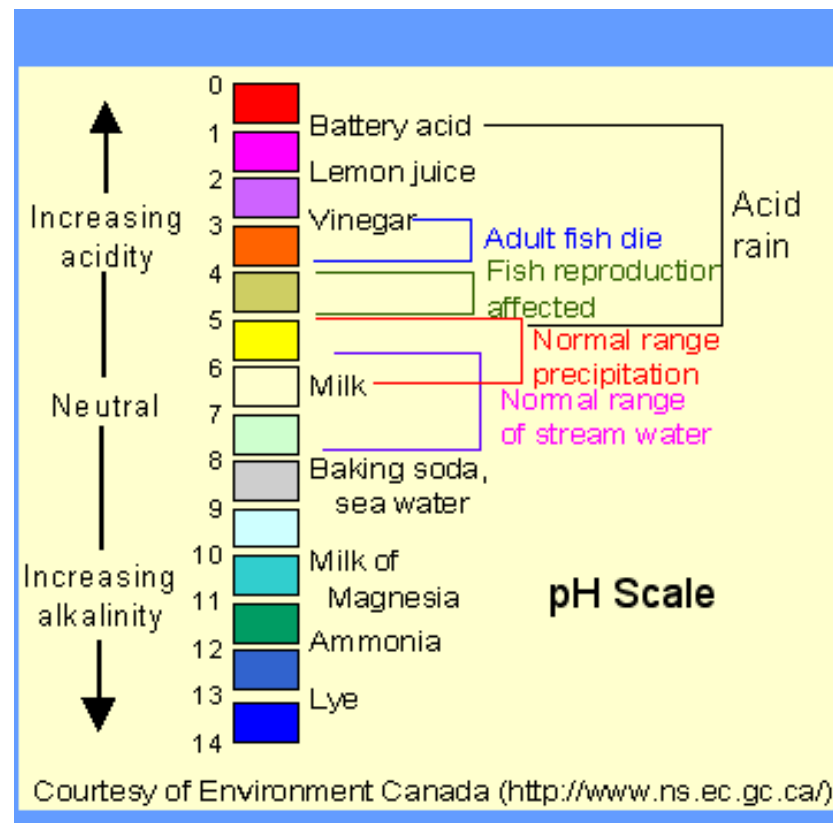 0
1
Battery acid
Lemon juice
2
Increasing
acidity
3
Vinegar
Adult fish die
Acid
rain
4
Fish reproduction
affected
5
Normal range
precipitation
6
Milk
Neutral
7
Normal range
of stream water
8
Baking soda,
sea water
9
10
Milk of
Magnesia
Increasing
alkalinity
pH Scale
11
Ammonia
12
13
Lye
14
Courtesy of Environment Canada (http://www.ns.ec.gc.ca/)